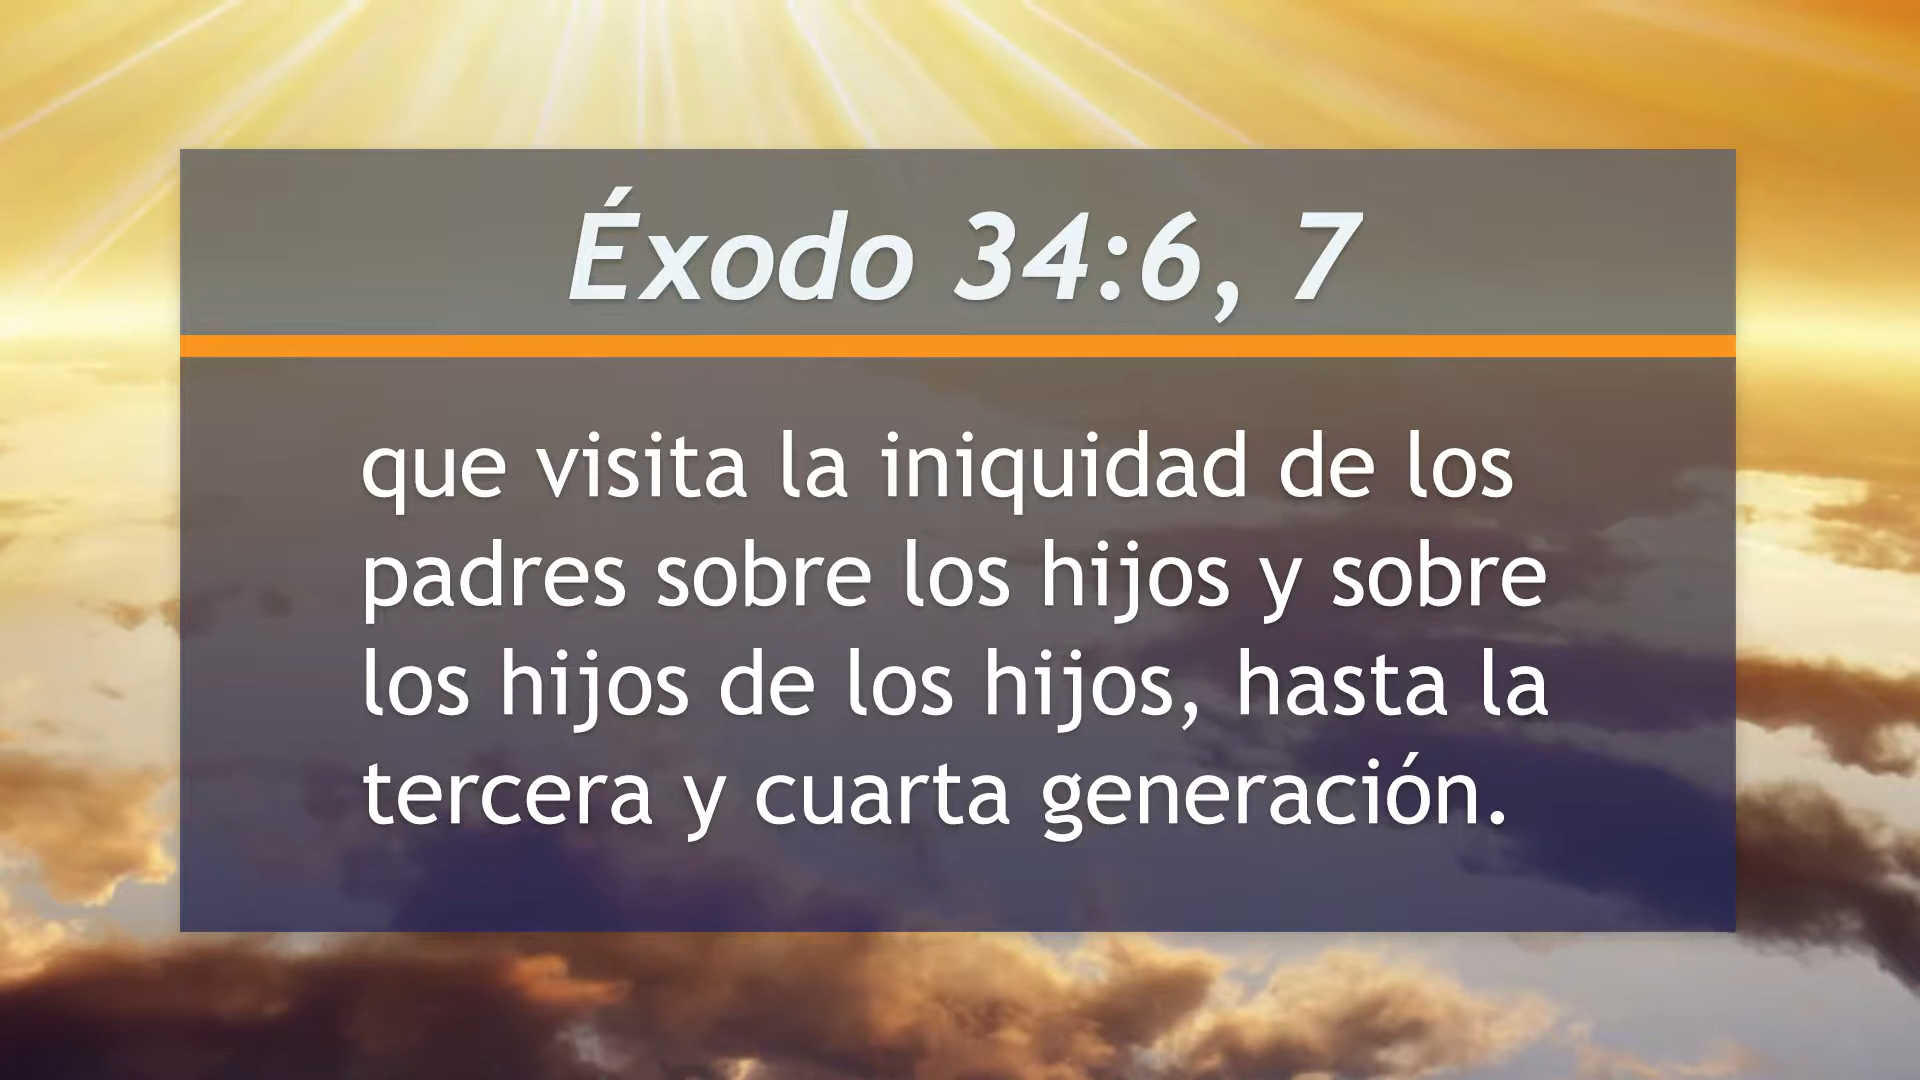 Éxodo 34:6, 7
que visita la iniquidad de los
padres sobre los hijos y sobre
los hijos de los hijos, hasta la
tercera y cuarta generación.